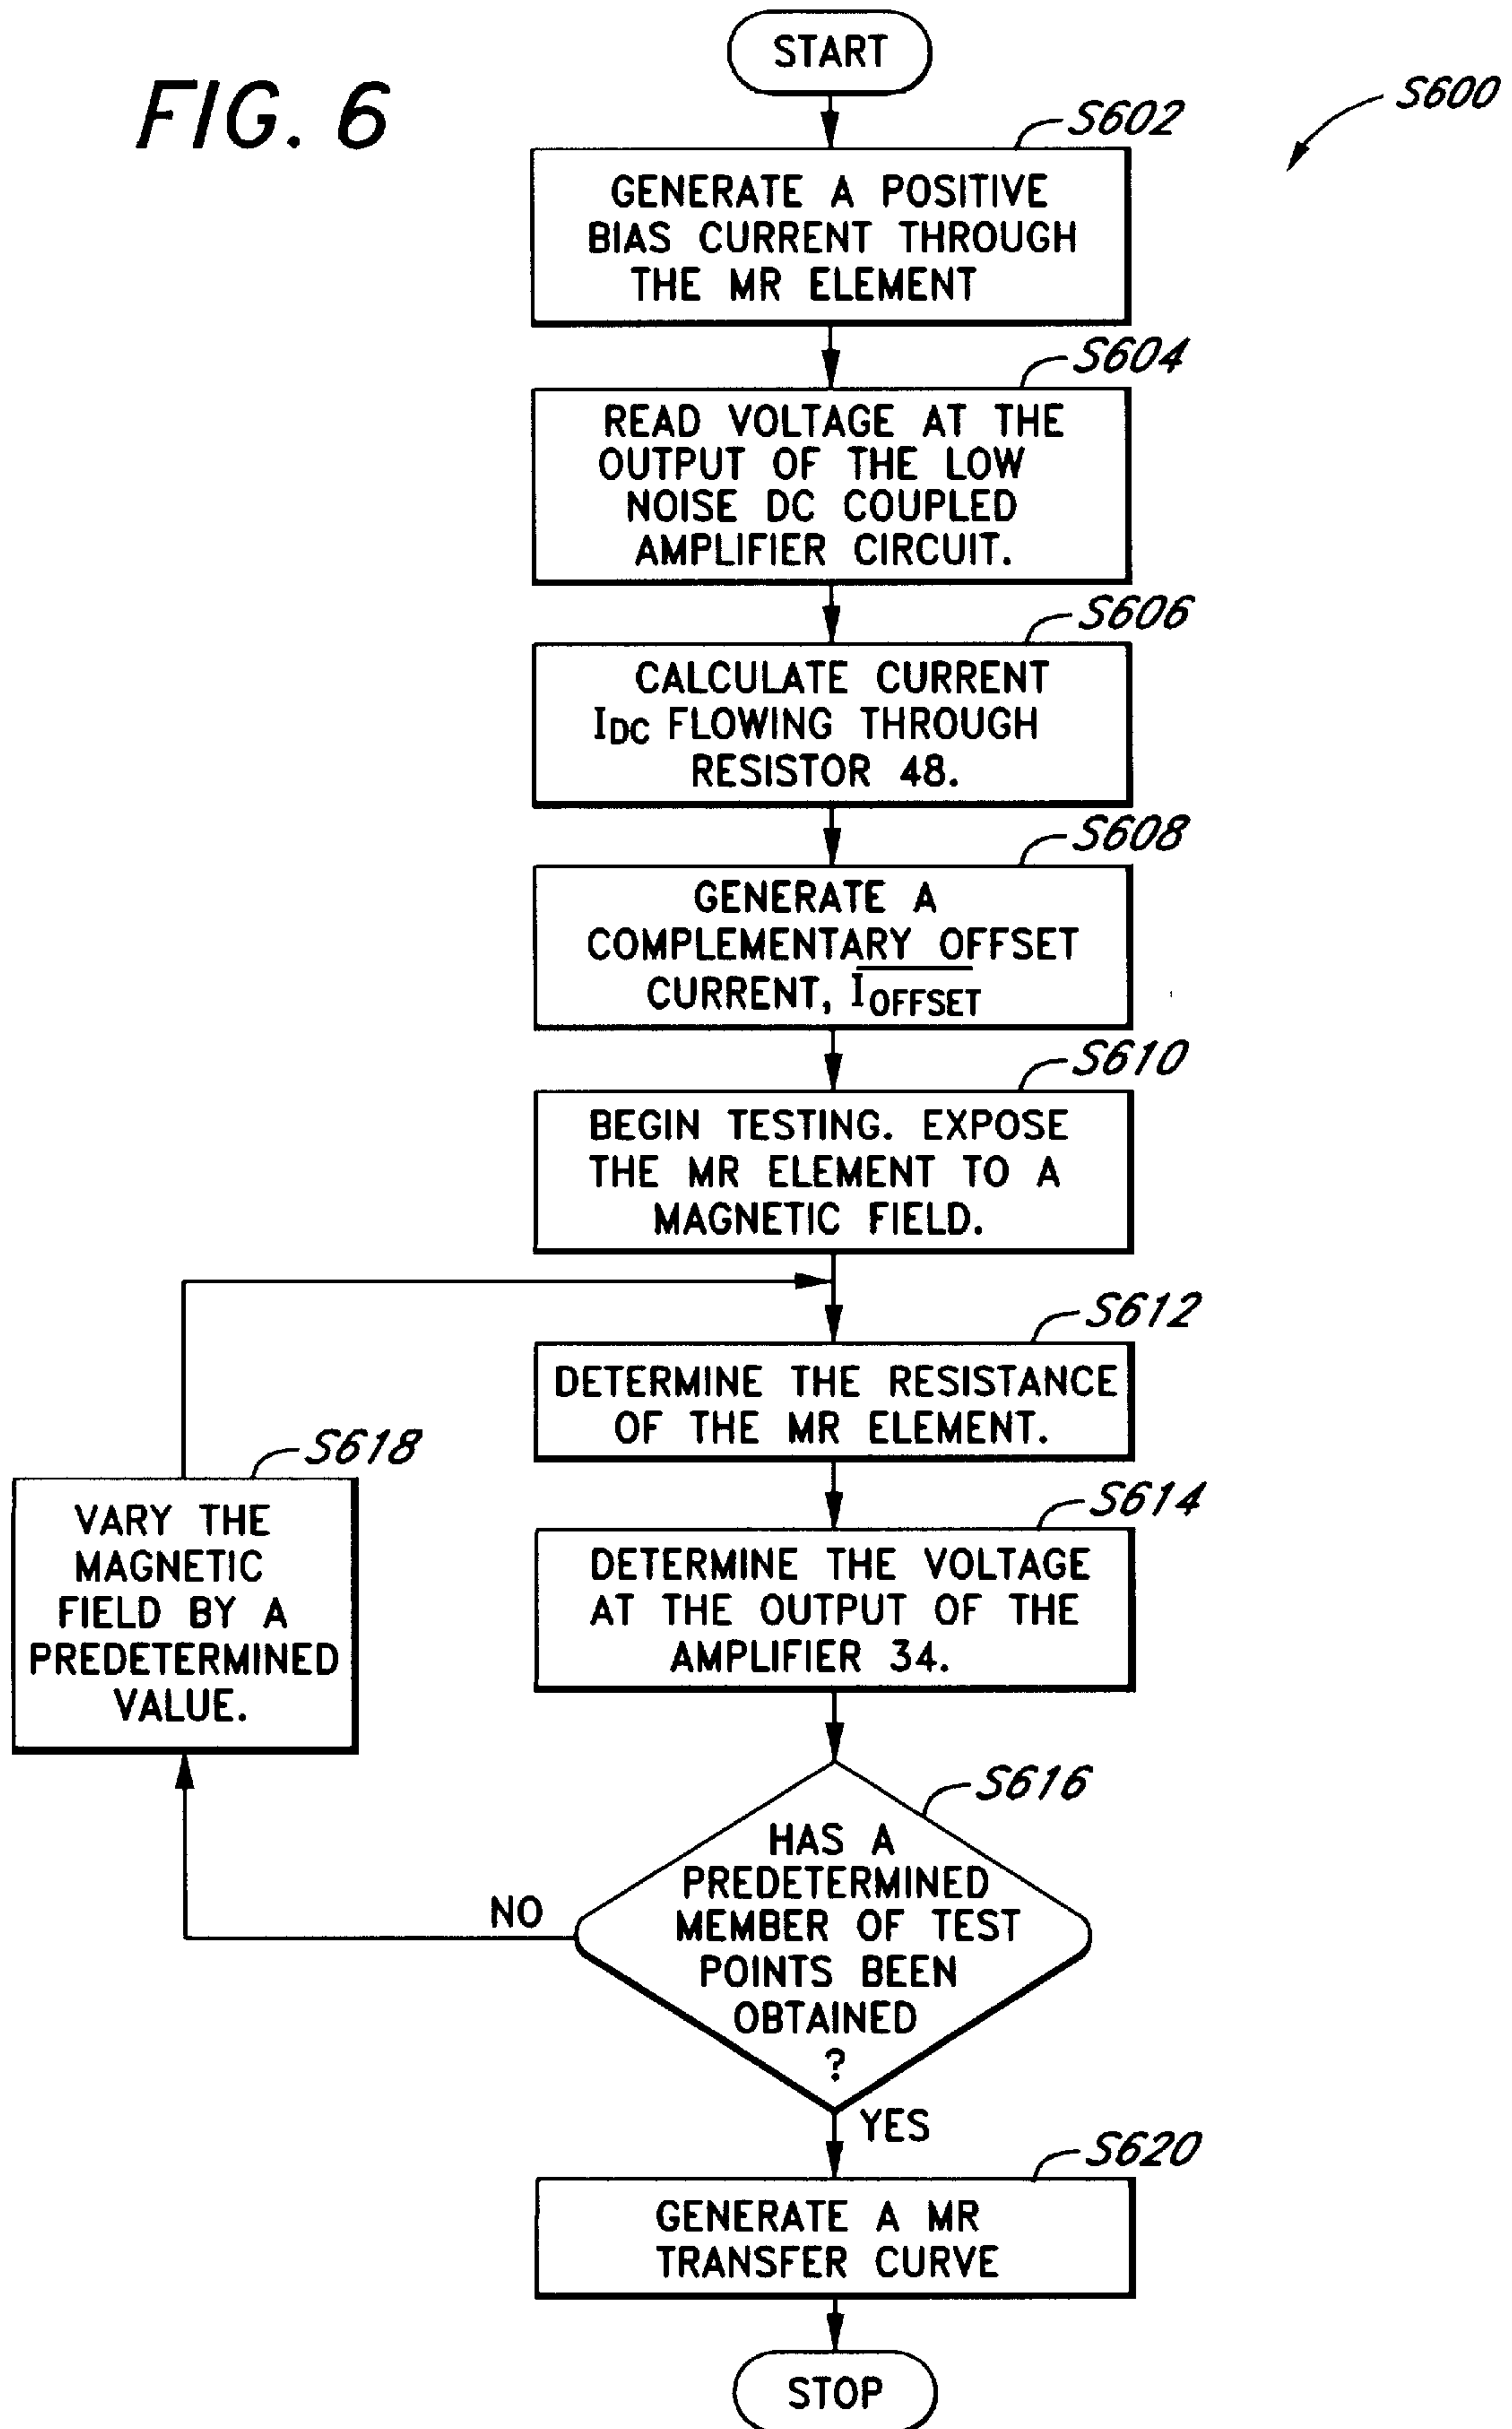 FIG. 6
START
S600
S602
GENERATE A POSITIVE
BIAS CURRENT THROUGH
THE MR ELEMENT
S604
READ VOLTAGE AT THE
OUTPUT OF THE LOW
NOISE DC COUPLED
AMPLIFIER CIRCUIT.
S606
CALCULATE CURRENT
IDC FLOWING THROUGH
RESISTOR 48.
S608
GENERATE A
COMPLEMENTARY OFFSET
CURRENT, IOFFSET
S610
BEGIN TESTING. EXPOSE
THE MR ELEMENT TO A
MAGNETIC FIELD.
S612
DETERMINE THE RESISTANCE
OF THE MR ELEMENT.
S614
DETERMINE THE VOLTAGE
AT THE OUTPUT OF THE
AMPLIFIER 34.
S618
VARY THE
MAGNETIC
FIELD BY A
PREDETERMINED
VALUE.
S616
HAS A
PREDETERMINED
MEMBER OF TEST
POINTS BEEN
OBTAINED
?
NO
YES
S620
GENERATE A MR
TRANSFER CURVE
STOP